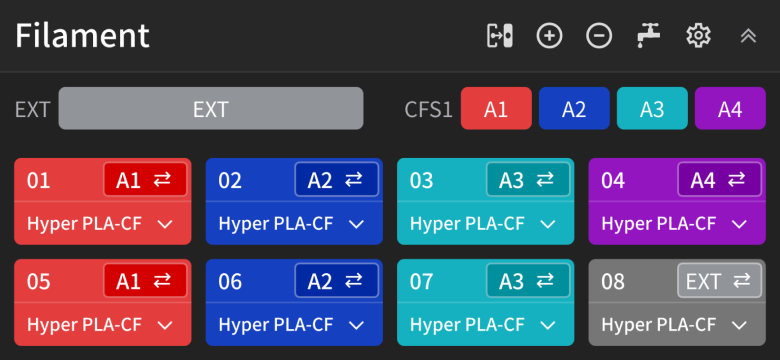 Filament
EXT EXT CFS1 A1 A2 A3 A4
01 A1 02 A2 03 A3 04 A4
Hyper PLA-CF Hyper PLA-CF Hyper PLA-CF Hyper PLA-CF
05 A1 06 A2 07 A3 08 EXT
Hyper PLA-CF Hyper PLA-CF Hyper PLA-CF Hyper PLA-CF